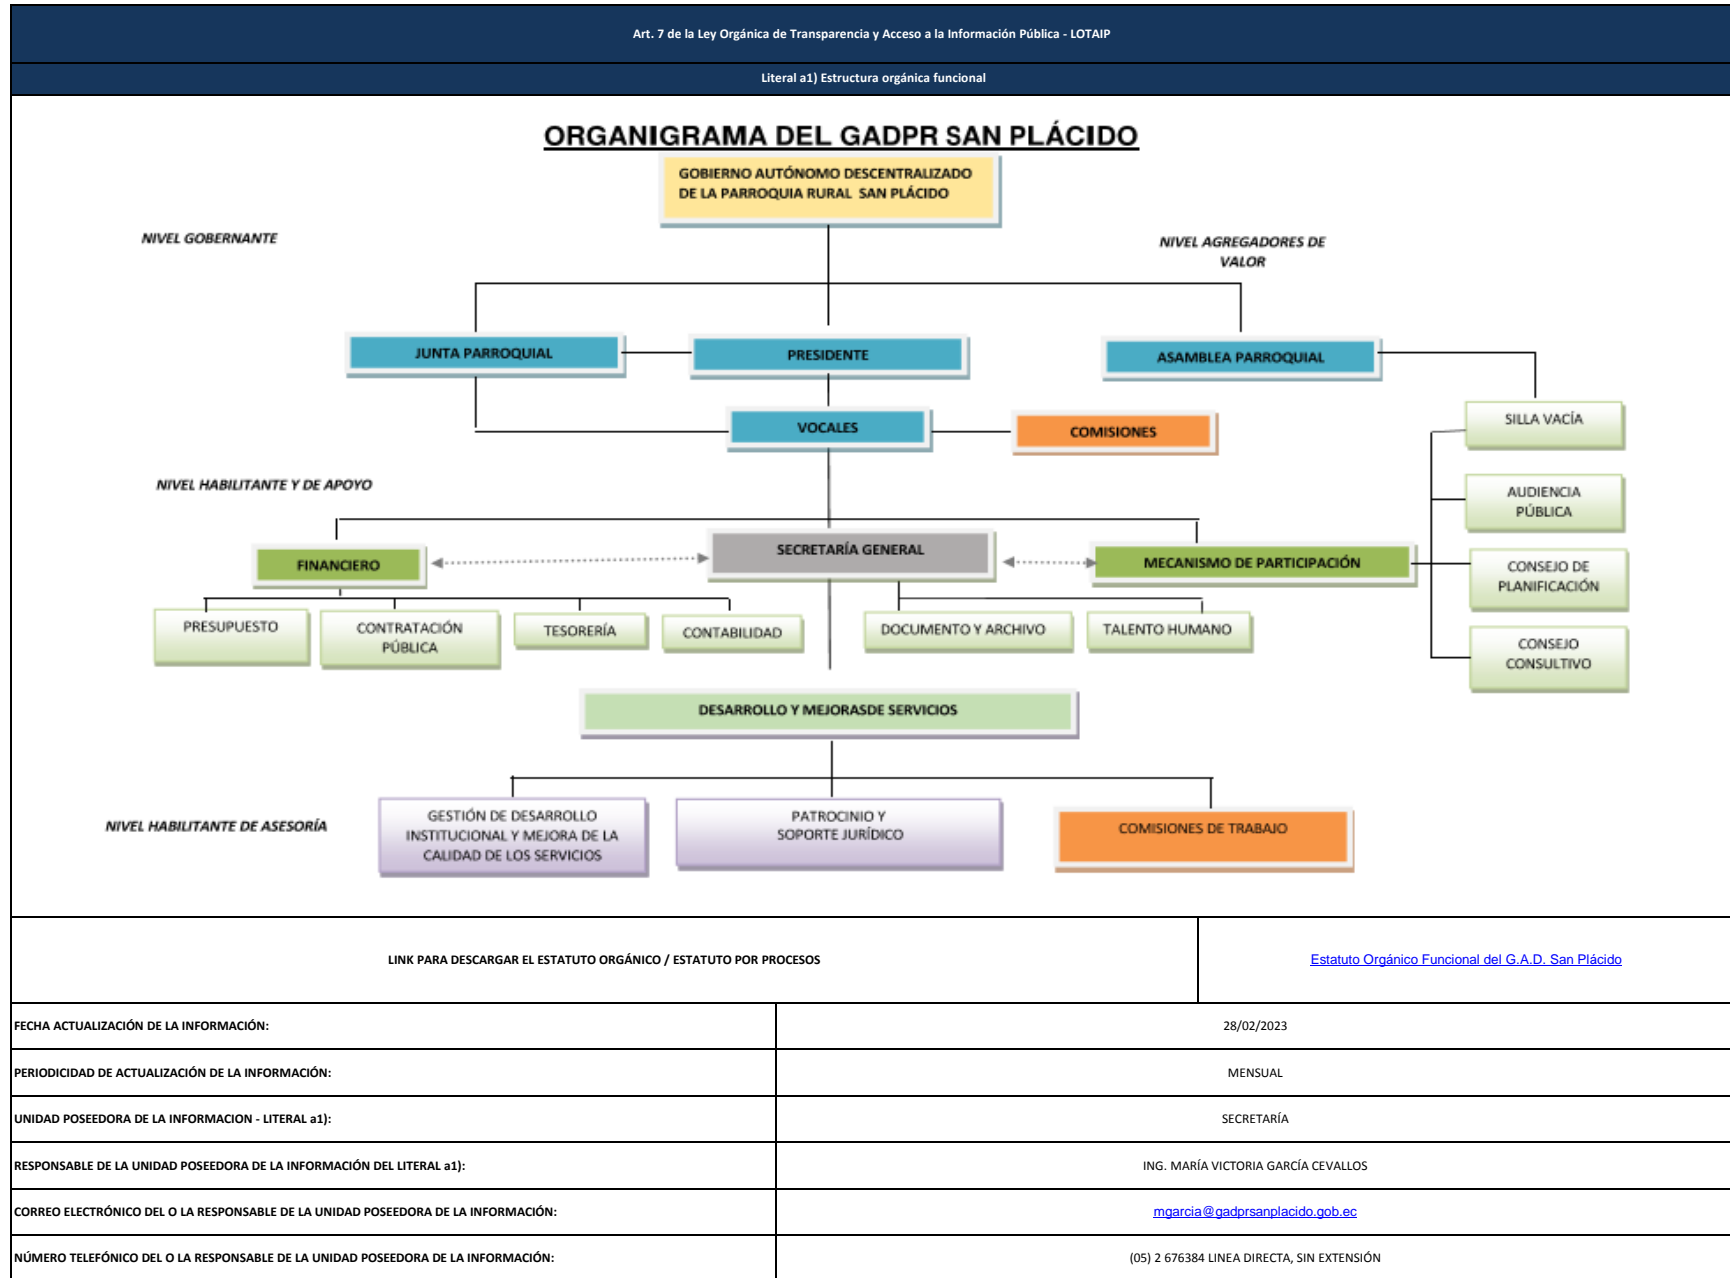 Art. 7 de la Ley Orgánica de Transparencia y Acceso a la Información Pública - LOTAIP
Literal a1) Estructura orgánica funcional
ORGANIGRAMA DEL GADPR SAN PLÁCIDO
GOBIERNO AUTÓNOMO DESCENTRALIZADO
DE LA PARROQUIA RURAL SAN PLÁCIDO
NIVEL GOBERNANTE
NIVEL AGREGADORES DE
VALOR
JUNTA PARROQUIAL
PRESIDENTE
ASAMBLEA PARROQUIAL
VOCALES
COMISIONES
SILLA VACÍA
NIVEL HABILITANTE Y DE APOYO
AUDIENCIA
PÚBLICA
FINANCIERO
SECRETARÍA GENERAL
MECANISMO DE PARTICIPACIÓN
CONSEJO DE
PLANIFICACIÓN
PRESUPUESTO
CONTRATACIÓN
PÚBLICA
TESORERÍA
CONTABILIDAD
DOCUMENTO Y ARCHIVO
TALENTO HUMANO
CONSEJO
CONSULTIVO
DESARROLLO Y MEJORASDE SERVICIOS
NIVEL HABILITANTE DE ASESORÍA
GESTIÓN DE DESARROLLO
INSTITUCIONAL Y MEJORA DE LA
CALIDAD DE LOS SERVICIOS
PATROCINIO Y
SOPORTE JURÍDICO
COMISIONES DE TRABAJO
LINK PARA DESCARGAR EL ESTATUTO ORGÁNICO / ESTATUTO POR PROCESOS
Estatuto Orgánico Funcional del G.A.D. San Plácido
FECHA ACTUALIZACIÓN DE LA INFORMACIÓN:
28/02/2023
PERIODICIDAD DE ACTUALIZACIÓN DE LA INFORMACIÓN:
MENSUAL
UNIDAD POSEEDORA DE LA INFORMACION - LITERAL a1):
SECRETARÍA
RESPONSABLE DE LA UNIDAD POSEEDORA DE LA INFORMACIÓN DEL LITERAL a1):
ING. MARÍA VICTORIA GARCÍA CEVALLOS
CORREO ELECTRÓNICO DEL O LA RESPONSABLE DE LA UNIDAD POSEEDORA DE LA INFORMACIÓN:
mgarcia@gadprsanplacido.gob.ec
NÚMERO TELEFÓNICO DEL O LA RESPONSABLE DE LA UNIDAD POSEEDORA DE LA INFORMACIÓN:
(05) 2 676384 LINEA DIRECTA, SIN EXTENSIÓN